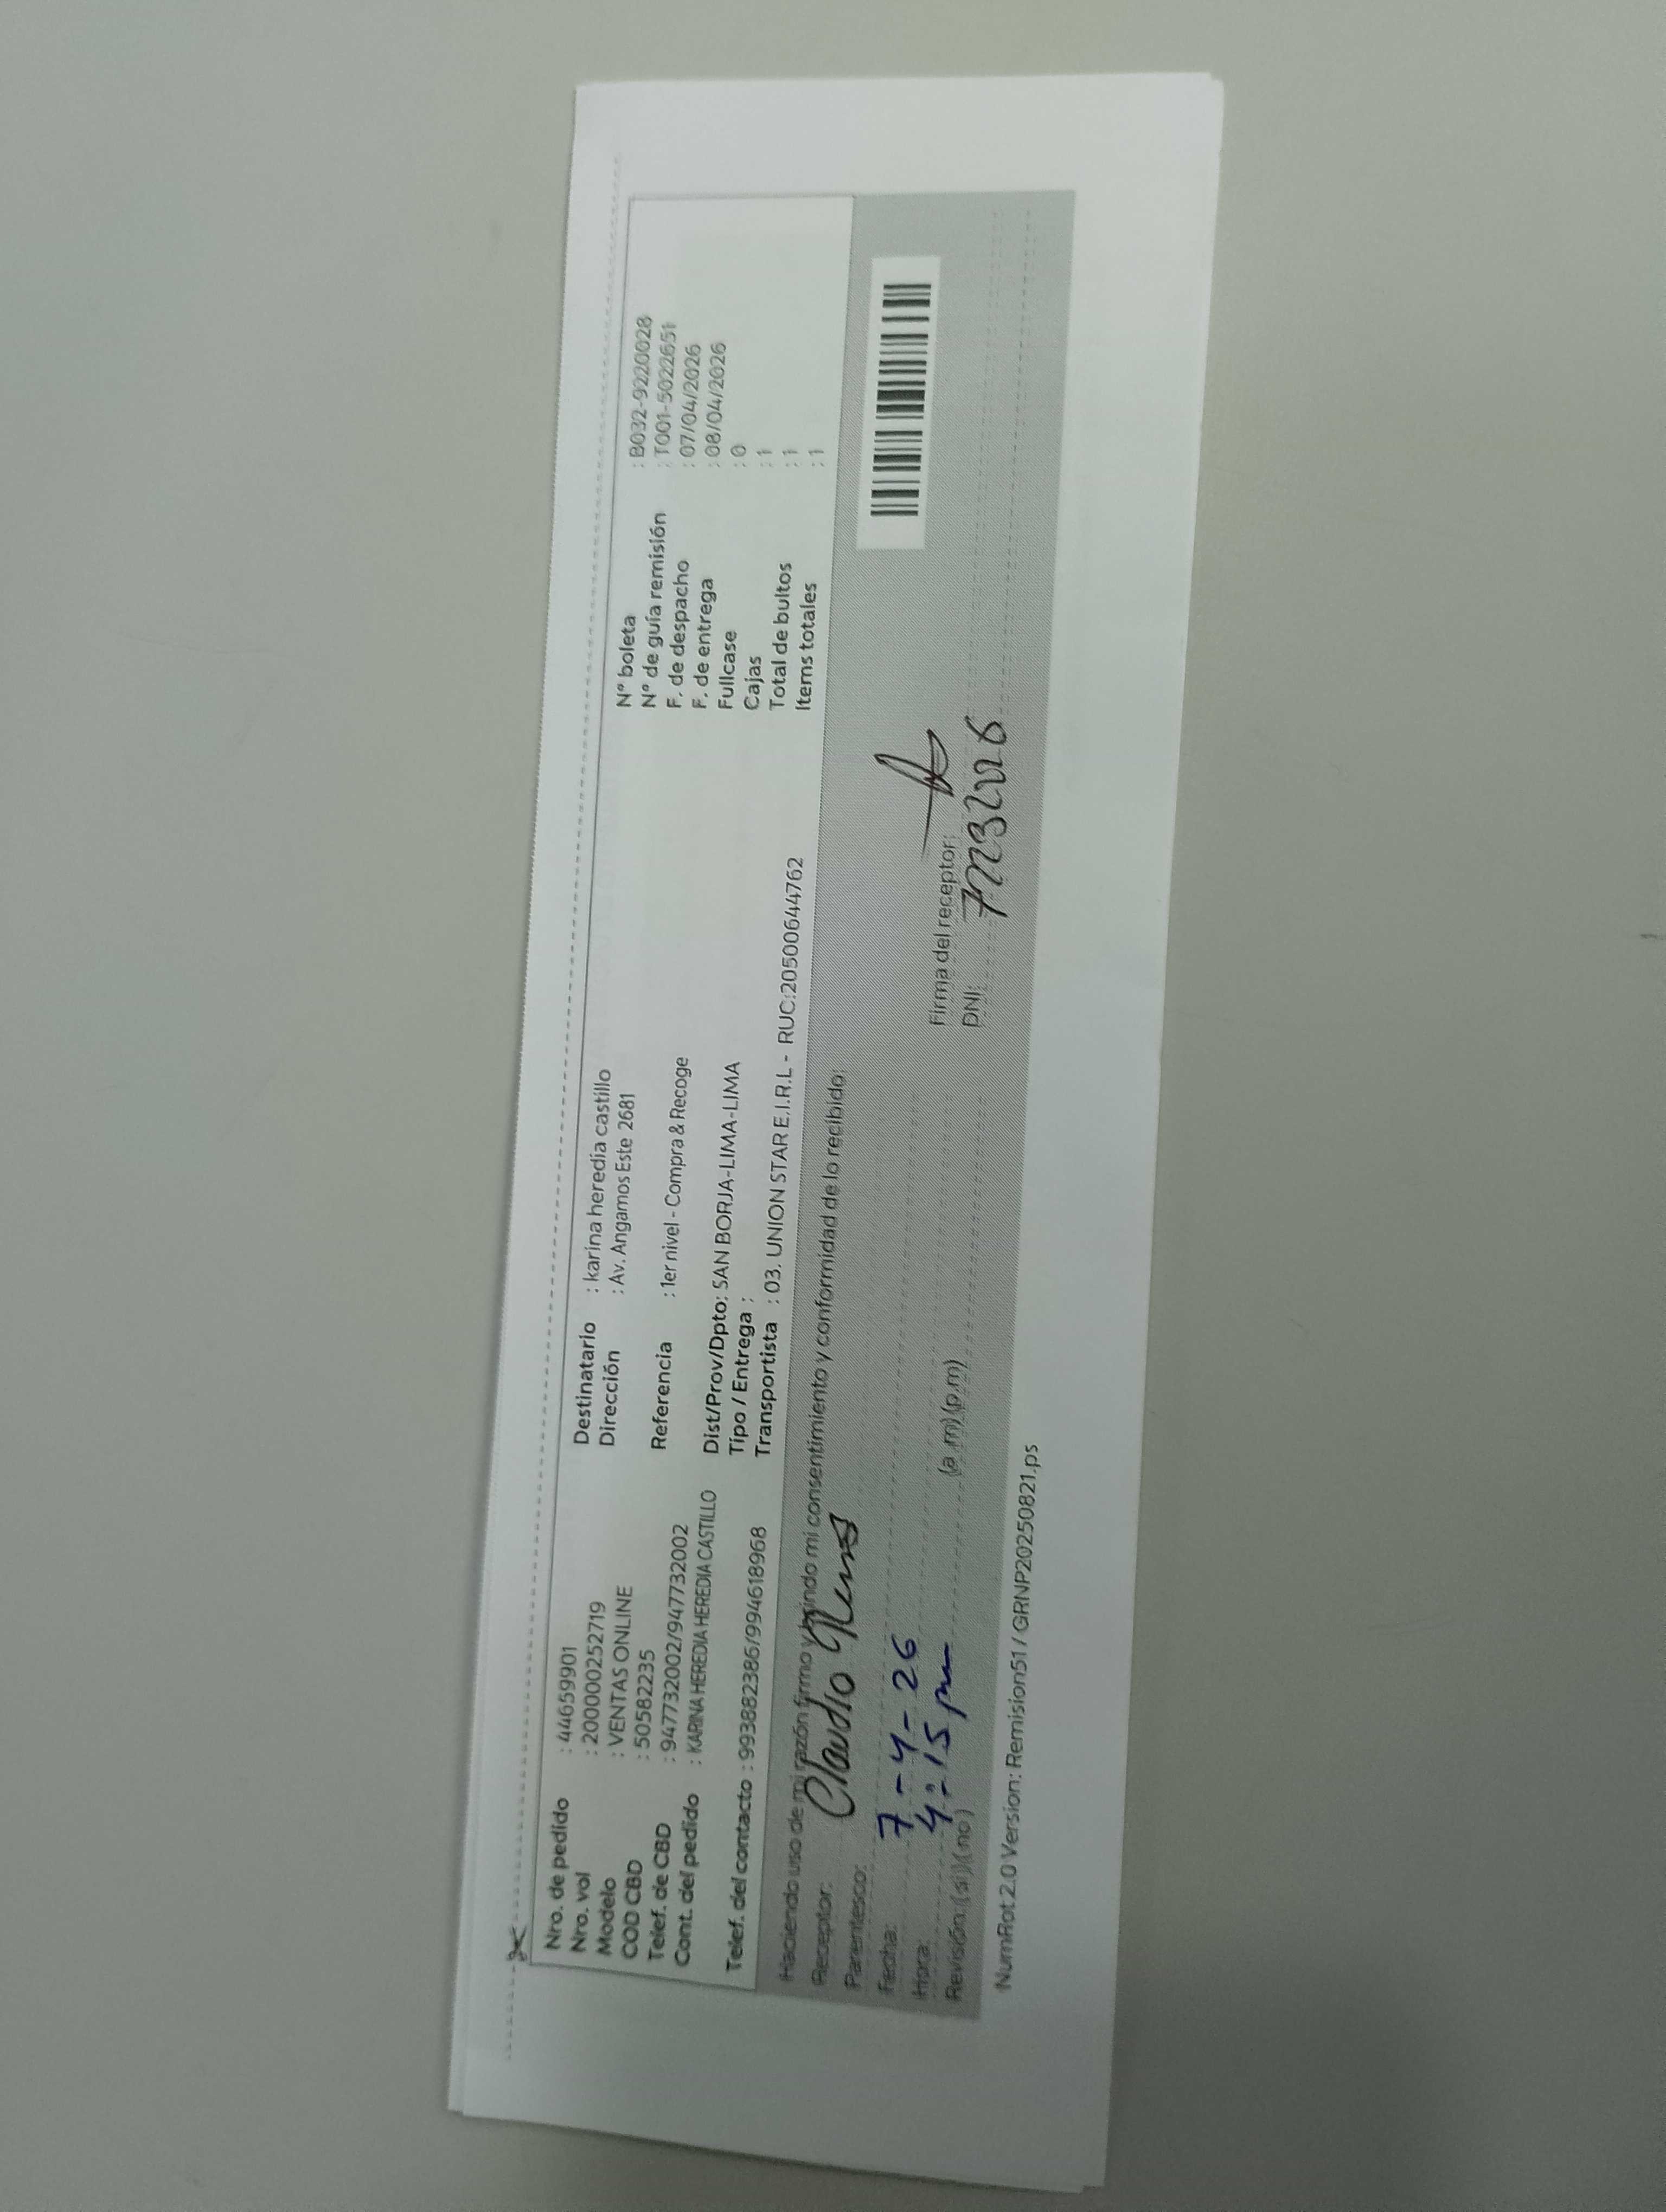 Nro. de pedido : 44659901
Nro. vol : 200000252719
Modelo : VENTAS ONLINE
COD CBD : 50582235
Telef. de CBD : 947732002/947732002
Cont. del pedido : KARINA HEREDIA HEREDIA CASTILLO
Telef. del contacto : 993882386/994618968
Destinatario : karina heredia castillo
Dirección : Av. Angamos Este 2681
Referencia : 1er nivel - Compra & Recoge
Dist/Prov/Dpto: SAN BORJA-LIMA-LIMA
Tipo / Entrega :
Transportista : 03. UNION STAR E.I.R.L - RUC:20500644762
N° boleta : B032-9220028
N° de guía remisión : T001-5022651
F. de despacho : 07/04/2026
F. de entrega : 08/04/2026
Fullcase : 0
Cajas : 1
Total de bultos : 1
Items totales : 1
Haciendo uso de mi razón firmo y brindo mi consentimiento y conformidad de lo recibido:
Receptor: Claudio
Parentesco:
Fecha: 7-4-26
Hora: 4:15 pm (a.m) (p.m)
Revisión: (si) (no)
Firma del receptor:
DNI:
NumRot 2.0 Version: Remision51 / GRNP20250821.ps